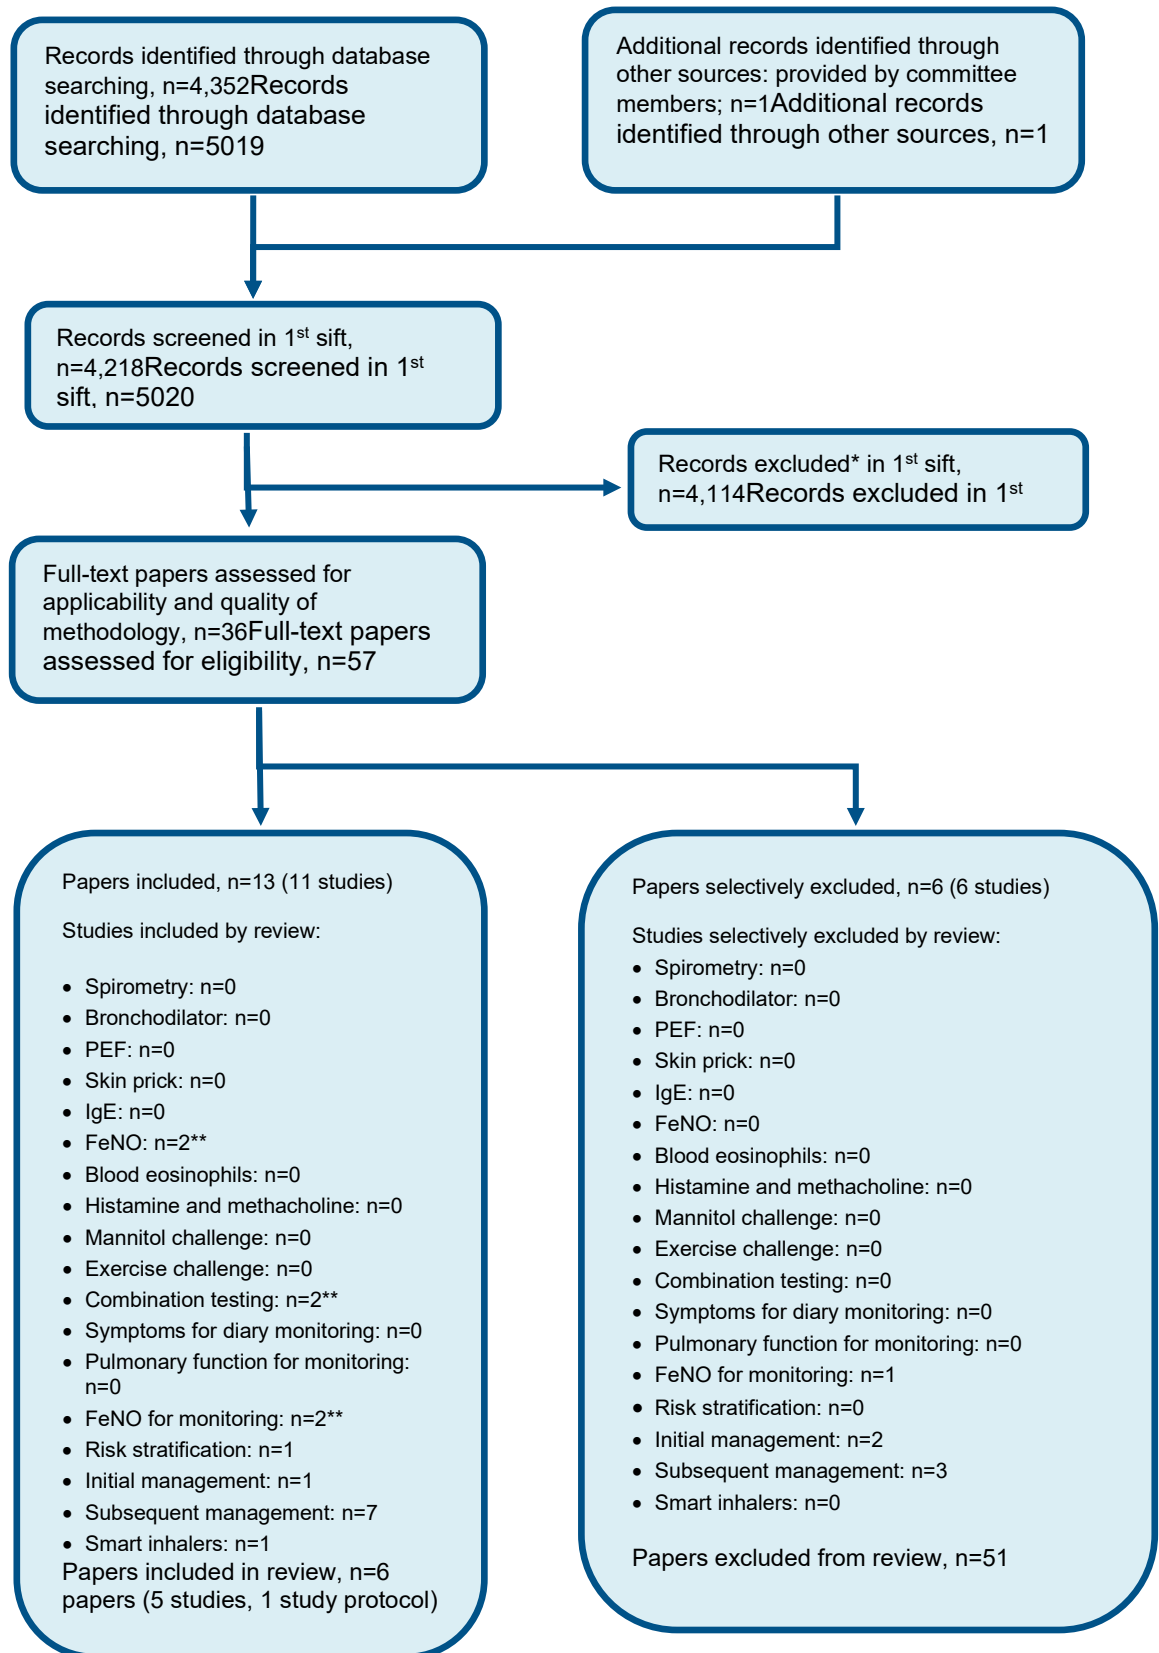 Records identified through database
searching, n=4,352Records
identified through database
searching, n=5019
Additional records identified through
other sources: provided by committee
members; n=1Additional records
identified through other sources, n=1
Records screened in 1st sift,
n=4,218Records screened in 1st
sift, n=5020
Records excluded* in 1st sift,
n=4,114Records excluded in 1st
Full-text papers assessed for
applicability and quality of
methodology, n=36Full-text papers
assessed for eligibility, n=57
Papers included, n=13 (11 studies)
Studies included by review:
• Spirometry: n=0
• Bronchodilator: n=0
• PEF: n=0
• Skin prick: n=0
• IgE: n=0
• FeNO: n=2**
• Blood eosinophils: n=0
• Histamine and methacholine: n=0
• Mannitol challenge: n=0
• Exercise challenge: n=0
• Combination testing: n=2**
• Symptoms for diary monitoring: n=0
• Pulmonary function for monitoring:
n=0
• FeNO for monitoring: n=2**
• Risk stratification: n=1
• Initial management: n=1
• Subsequent management: n=7
• Smart inhalers: n=1
Papers included in review, n=6
papers (5 studies, 1 study protocol)
Papers selectively excluded, n=6 (6 studies)
Studies selectively excluded by review:
• Spirometry: n=0
• Bronchodilator: n=0
• PEF: n=0
• Skin prick: n=0
• IgE: n=0
• FeNO: n=0
• Blood eosinophils: n=0
• Histamine and methacholine: n=0
• Mannitol challenge: n=0
• Exercise challenge: n=0
• Combination testing: n=0
• Symptoms for diary monitoring: n=0
• Pulmonary function for monitoring: n=0
• FeNO for monitoring: n=1
• Risk stratification: n=0
• Initial management: n=2
• Subsequent management: n=3
• Smart inhalers: n=0
Papers excluded from review, n=51